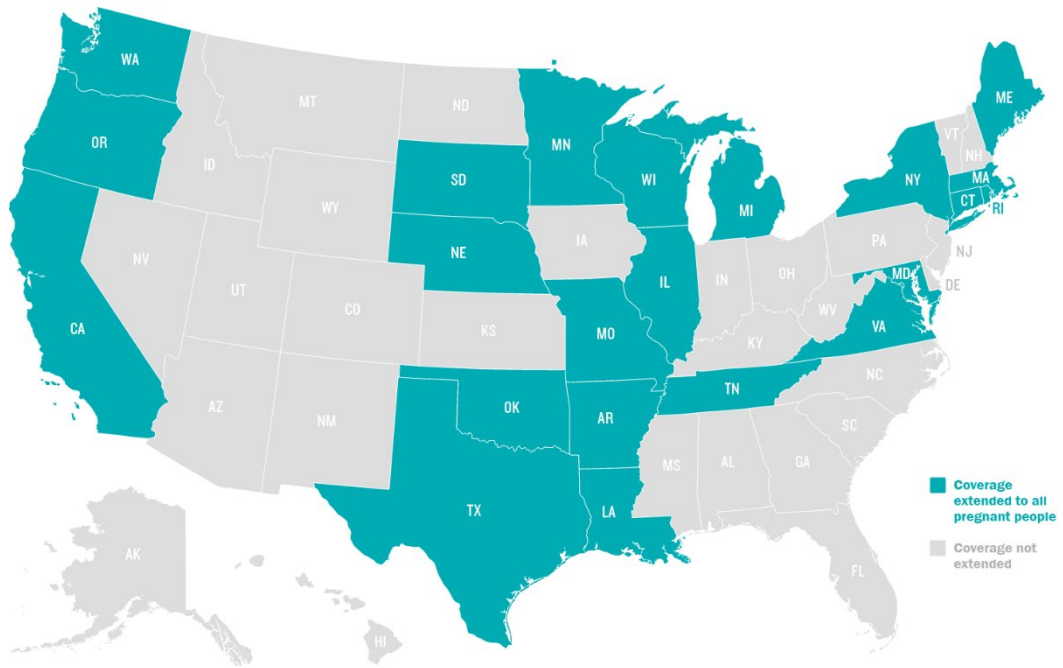 WA
MT
ND
MN
ME
VT
NH
OR
ID
SD
WI
NY
MA
MI
CT
RI
WY
IA
PA
NE
NJ
NV
IL
IN
OH
MD
DE
UT
CO
WV
CA
KS
MO
VA
KY
TN
NC
AZ
NM
OK
AR
SC
MS
AL
GA
TX
LA
Coverage
extended to all
pregnant people
AK
Coverage not
extended
FL
HI